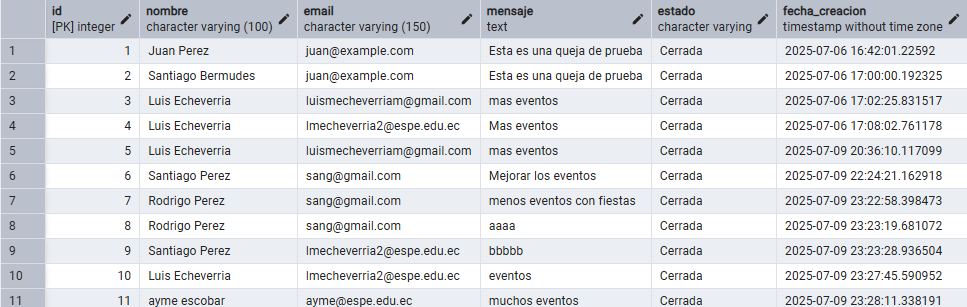 id nombre email mensaje estado fecha_creacion
[PK] integer character varying (100) character varying (150) text character varying timestamp without time zone
1 1 Juan Perez juan@example.com Esta es una queja de prueba Cerrada 2025-07-06 16:42:01.22592
2 2 Santiago Bermudes juan@example.com Esta es una queja de prueba Cerrada 2025-07-06 17:00:00.192325
3 3 Luis Echeverria luismecheverriam@gmail.com mas eventos Cerrada 2025-07-06 17:02:25.831517
4 4 Luis Echeverria lmecheverria2@espe.edu.ec Mas eventos Cerrada 2025-07-06 17:08:02.761178
5 5 Luis Echeverria luismecheverriam@gmail.com mas eventos Cerrada 2025-07-09 20:36:10.117099
6 6 Santiago Perez sang@gmail.com Mejorar los eventos Cerrada 2025-07-09 22:24:21.162918
7 7 Rodrigo Perez sang@gmail.com menos eventos con fiestas Cerrada 2025-07-09 23:22:58.398473
8 8 Rodrigo Perez sang@gmail.com aaaa Cerrada 2025-07-09 23:23:19.681072
9 9 Santiago Perez lmecheverria2@espe.edu.ec bbbbb Cerrada 2025-07-09 23:23:28.936504
10 10 Luis Echeverria lmecheverria2@espe.edu.ec eventos Cerrada 2025-07-09 23:27:45.590952
11 11 ayme escobar ayme@espe.edu.ec muchos eventos Cerrada 2025-07-09 23:28:11.338191